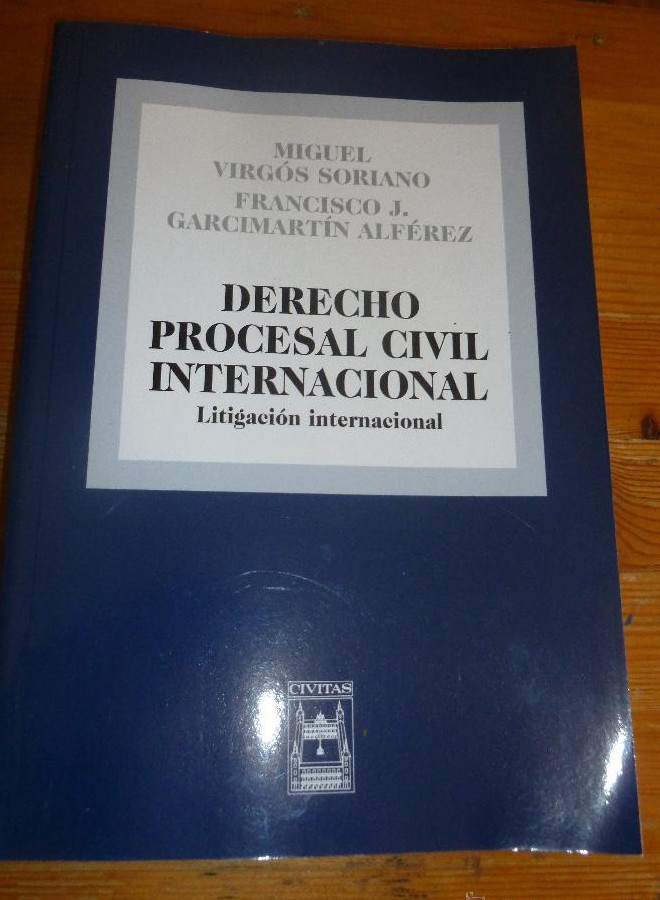 MIGUEL
VIRGÓS SORIANO
FRANCISCO J.
GARCIMARTÍN ALFÉREZ
DERECHO
PROCESAL CIVIL
INTERNACIONAL
Litigación internacional
CIVITAS